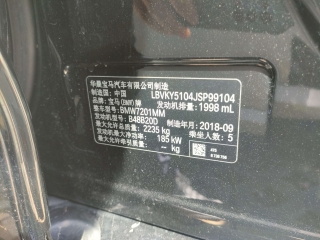 华晨宝马汽车有限公司制造
制造国：中国 LBVKY5104JSP99104
品牌：宝马(BMW)牌 发动机排量：1998 mL
整车型号：BMW7201MM
发动机型号：B48B20D 制造年月：2018-09
最大允许总质量：2235 kg 乘坐人数：5
发动机最大净功率：185 kW
最大允许牵引质量：-- kg